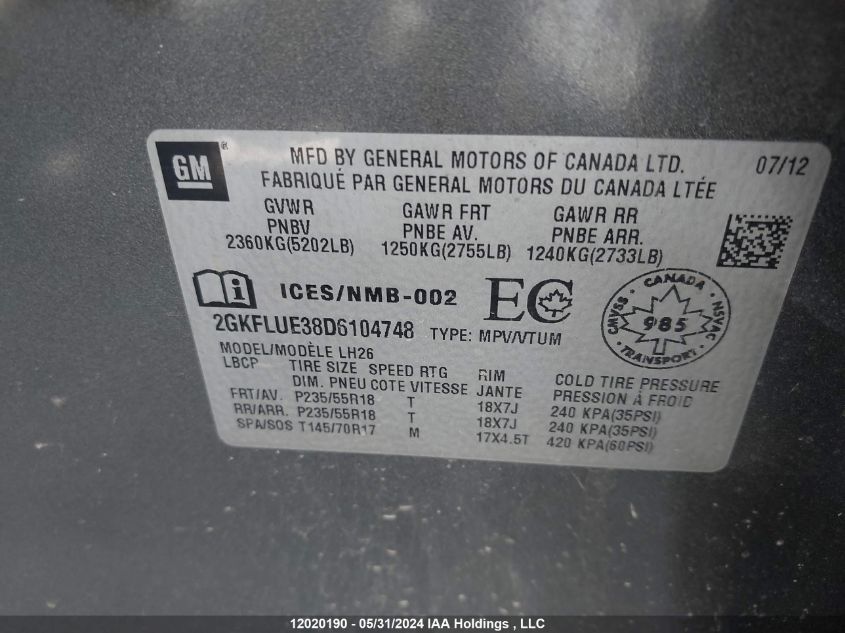 GM ®
MFD BY GENERAL MOTORS OF CANADA LTD. 07/12
FABRIQUÉ PAR GENERAL MOTORS DU CANADA LTÉE
GVWR GAWR FRT GAWR RR
PNBV PNBE AV. PNBE ARR.
2360KG(5202LB) 1250KG(2755LB) 1240KG(2733LB)
i ICES/NMB-002 EC
CANADA
CMVSS 985 NSVAC
TRANSPORT
2GKFLUE38D6104748 TYPE: MPV/VTUM
MODEL/MODÈLE LH26
LBCP TIRE SIZE SPEED RTG RIM COLD TIRE PRESSURE
DIM. PNEU COTE VITESSE JANTE PRESSION À FROID
FRT/AV. P235/55R18 T 18X7J 240 KPA(35PSI)
RR/ARR. P235/55R18 T 18X7J 240 KPA(35PSI)
SPA/SOS T145/70R17 M 17X4.5T 420 KPA(60PSI)
12020190 - 05/31/2024 IAA Holdings , LLC